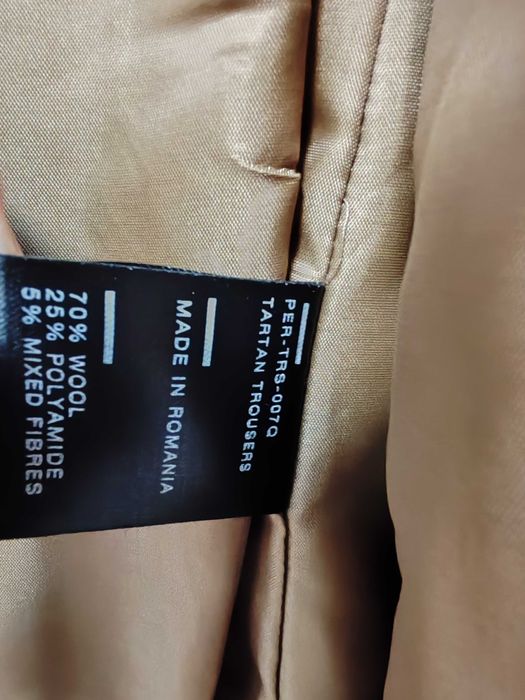 PER-TRS-007Q
TARTAN TROUSERS
MADE IN ROMANIA
70% WOOL
25% POLYAMIDE
5% MIXED FIBRES